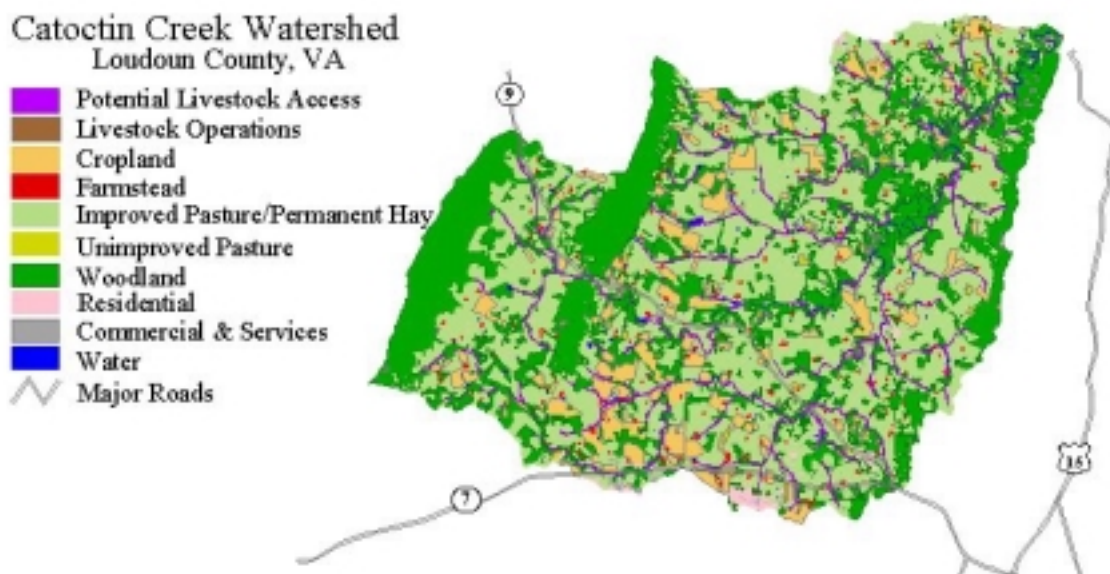 Catoctin Creek Watershed
Loudoun County, VA
Potential Livestock Access
Livestock Operations
Cropland
Farmstead
Improved Pasture/Permanent Hay
Unimproved Pasture
Woodland
Residential
Commercial & Services
Water
Major Roads
9
7
15